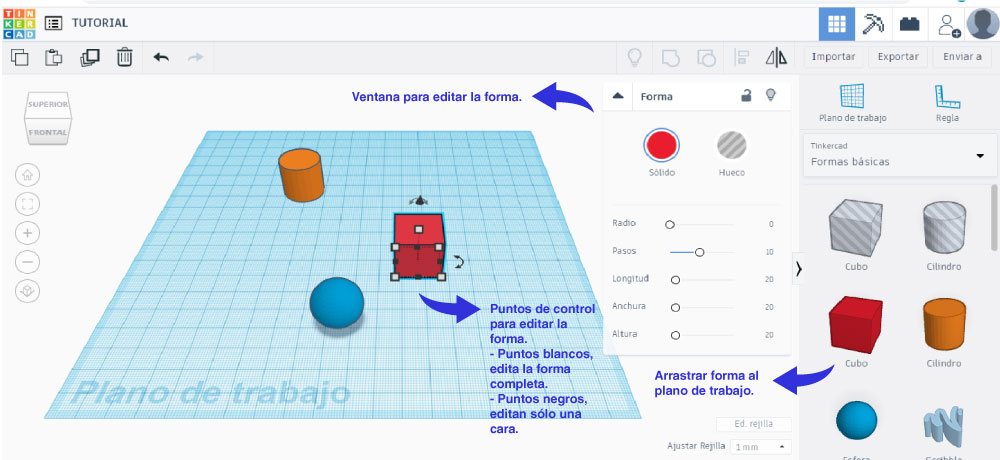 TIN
KER
CAD
TUTORIAL
Importar
Exportar
Enviar a
SUPERIOR
FRONTAL
Ventana para editar la forma.
Forma
Sólido
Hueco
Radio
0
Pasos
10
Longitud
20
Anchura
20
Altura
20
Plano de trabajo
Regla
Tinkercad
Formas básicas
Cubo
Cilindro
Cubo
Cilindro
Puntos de control
para editar la
forma.
- Puntos blancos,
edita la forma
completa.
- Puntos negros,
editan sólo una
cara.
Arrastrar forma al
plano de trabajo.
Plano de trabajo
Ed. rejilla
Ajustar Rejilla
1 mm
Esfera
Scribble